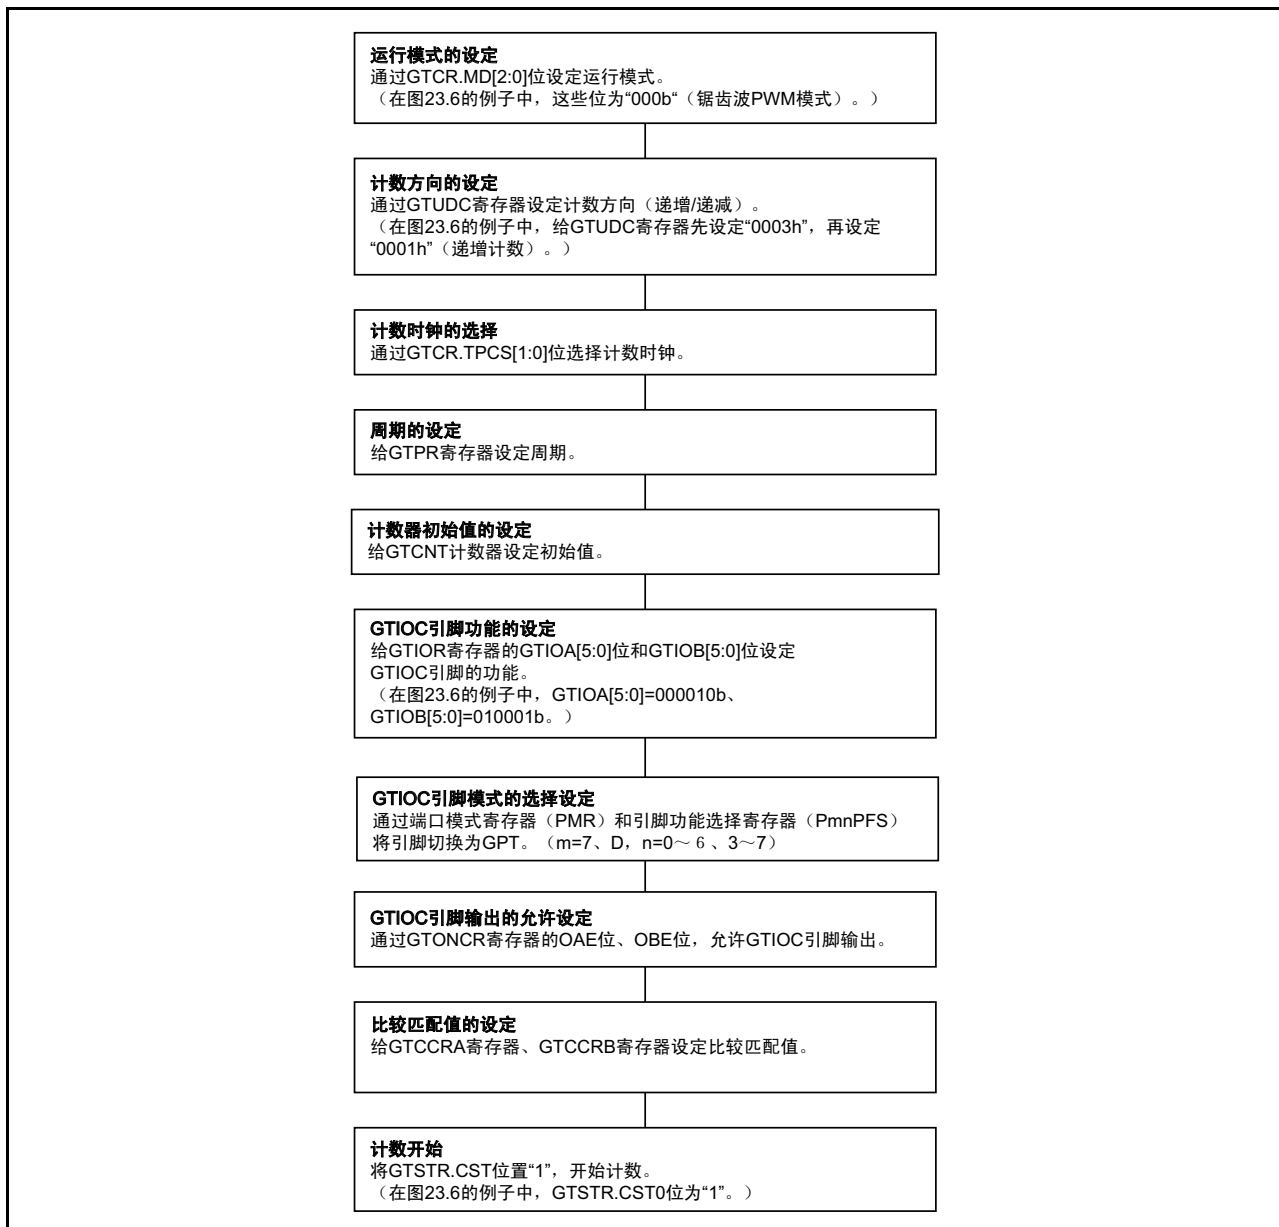 运行模式的设定
通过GTCR.MD[2:0]位设定运行模式。
（在图23.6的例子中，这些位为“000b“（锯齿波PWM模式）。）
计数方向的设定
通过GTUDC寄存器设定计数方向（递增/递减）。
（在图23.6的例子中，给GTUDC寄存器先设定“0003h”，再设定
“0001h”（递增计数）。）
计数时钟的选择
通过GTCR.TPCS[1:0]位选择计数时钟。
周期的设定
给GTPR寄存器设定周期。
计数器初始值的设定
给GTCNT计数器设定初始值。
GTIOC引脚功能的设定
给GTIOR寄存器的GTIOA[5:0]位和GTIOB[5:0]位设定
GTIOC引脚的功能。
（在图23.6的例子中，GTIOA[5:0]=000010b、
GTIOB[5:0]=010001b。）
GTIOC引脚模式的选择设定
通过端口模式寄存器（PMR）和引脚功能选择寄存器（PmnPFS）
将引脚切换为GPT。（m=7、D，n=0～６、3～7）
GTIOC引脚输出的允许设定
通过GTONCR寄存器的OAE位、OBE位，允许GTIOC引脚输出。
比较匹配值的设定
给GTCCRA寄存器、GTCCRB寄存器设定比较匹配值。
计数开始
将GTSTR.CST位置“1”，开始计数。
（在图23.6的例子中，GTSTR.CST0位为“1”。）